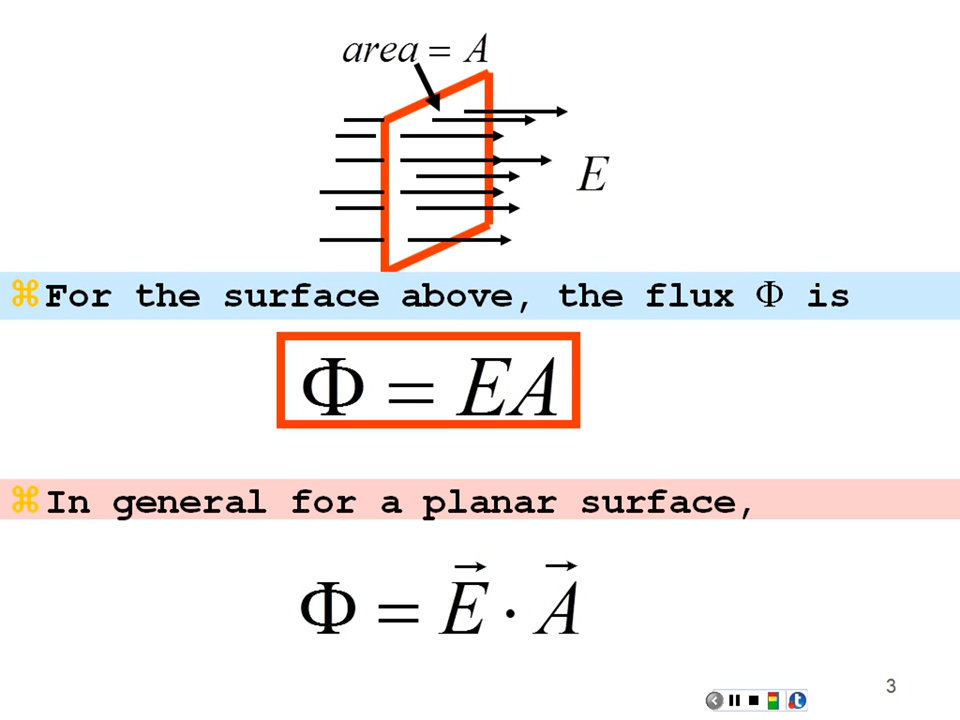 area = A
E
⌘For the surface above, the flux Φ is
Φ = EA
⌘In general for a planar surface,
Φ = E⃗ · A⃗
3